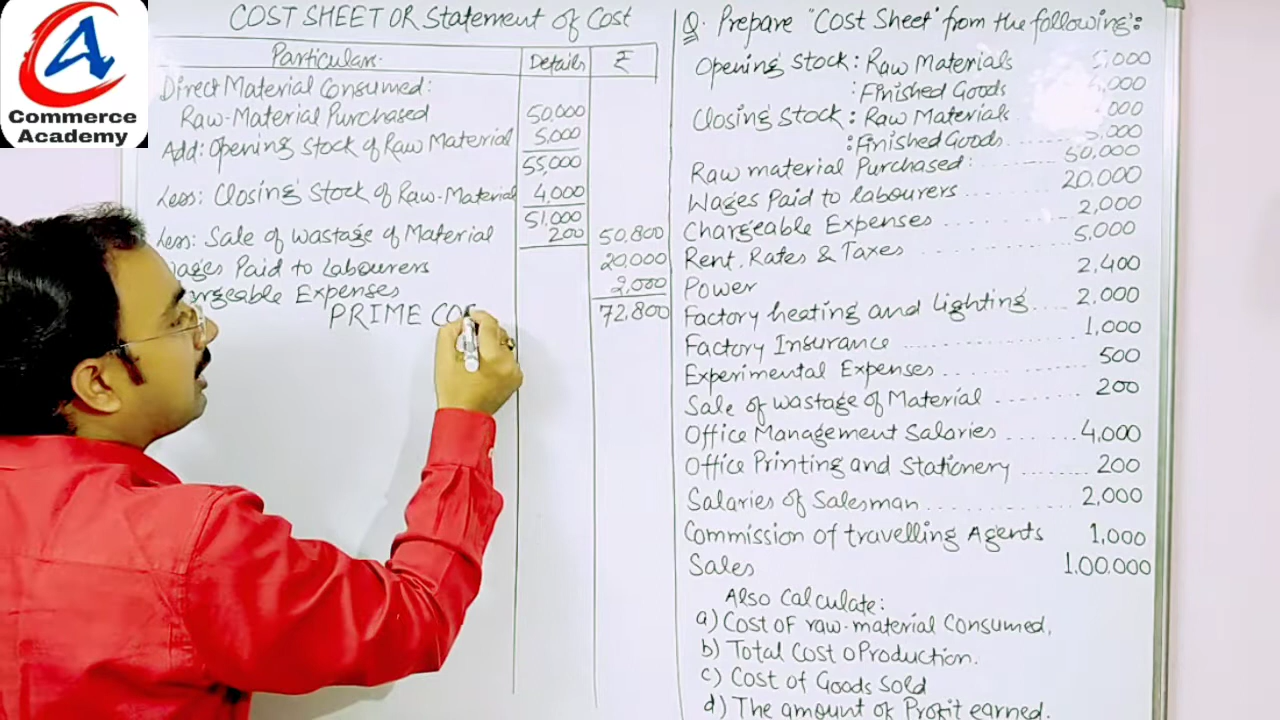 Commerce
Academy
COST SHEET OR Statement of Cost
Particulars Details ₹
Direct Material Consumed:
Raw-Material Purchased 50,000
Add: Opening Stock of Raw Material 5,000
55,000
Less: Closing Stock of Raw-Material 4,000
51,000
Less: Sale of wastage of Material 200 50,800
Paid to Labourers 20,000
Expenses 2,000
PRIME 72,800
Q. Prepare "Cost Sheet" from the following:
Opening Stock: Raw Materials 5,000
: Finished Goods
Closing Stock: Raw Materials
: Finished Goods
Raw material Purchased: 50,000
Wages Paid to labourers 20,000
Chargeable Expenses 2,000
Rent, Rates & Taxes 5,000
Power 2,400
Factory heating and Lighting 2,000
Factory Insurance 1,000
Experimental Expenses 500
Sale of wastage of Material 200
Office Management Salaries 4,000
Office Printing and Stationery 200
Salaries of Salesman 2,000
Commission of travelling Agents 1,000
Sales 1,00,000
Also Calculate:
a) Cost of raw-material Consumed,
b) Total Cost o Production.
c) Cost of Goods Sold
d) The amount of Profit earned.